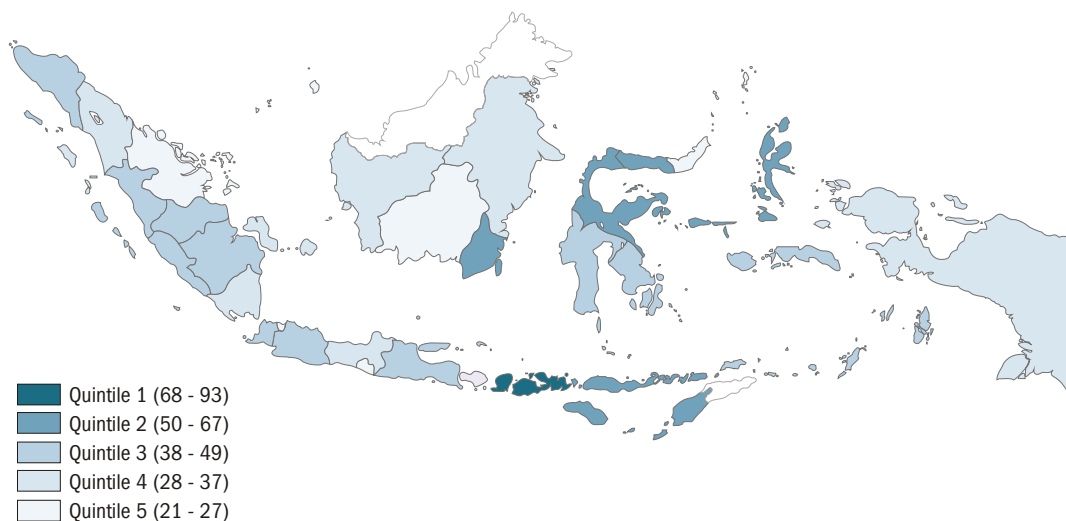 Quintile 1 (68 - 93)
Quintile 2 (50 - 67)
Quintile 3 (38 - 49)
Quintile 4 (28 - 37)
Quintile 5 (21 - 27)